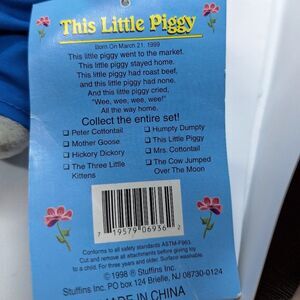 This Little Piggy
Born On March 21, 1999
This little piggy went to the market.
This little piggy stayed home.
This little piggy had roast beef,
and this little piggy had none.
And this little piggy cried,
"Wee, wee, wee, wee!"
All the way home.
Collect the entire set!
❑ Peter Cottontail
❑ Mother Goose
❑ Hickory Dickory
❑ The Three Little
Kittens
❑ Humpty Dumpty
❑ This Little Piggy
❑ Mrs. Cottontail
❑ The Cow Jumped
Over The Moon
7 19579 06936 2
Conforms to all safety standards ASTM-F963.
Cut and remove all attachments before giving toy
to a child. For three years and older. Surface washable.
© 1998 ® Stuffins Inc.
Stuffins Inc. PO box 124 Brick, NJ 08730-0124
MADE IN CHINA